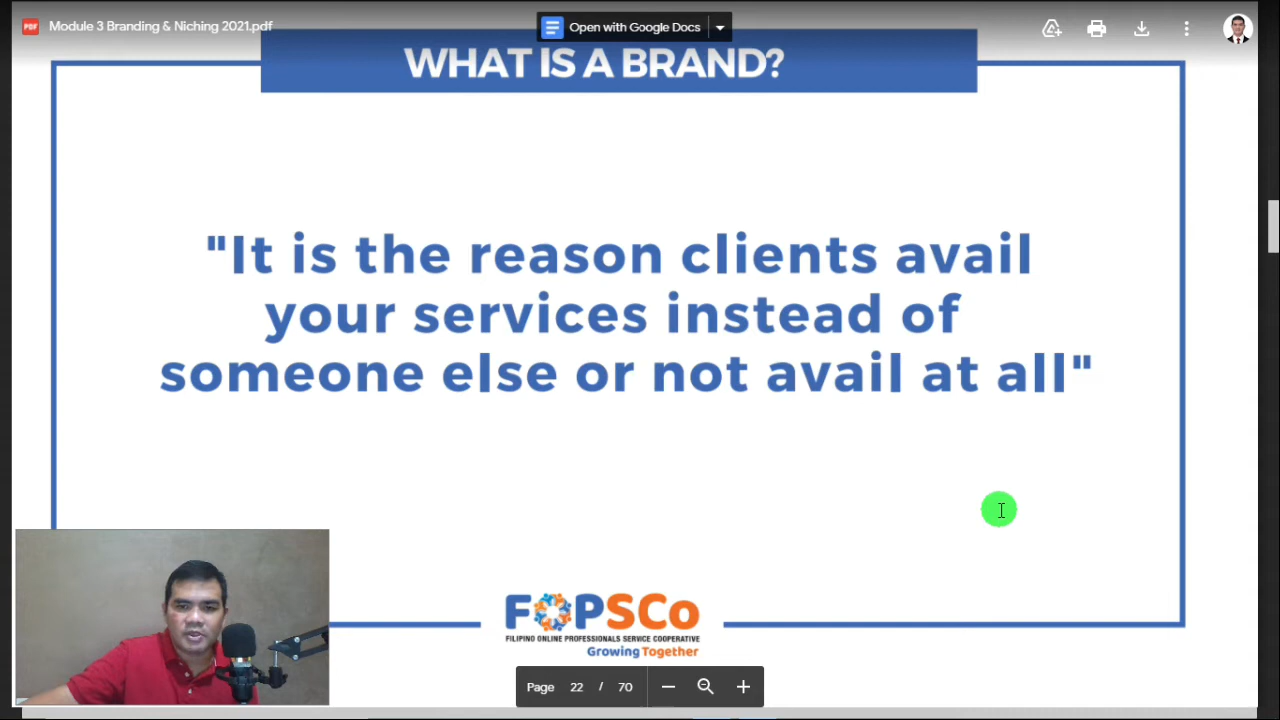 Module 3 Branding & Niching 2021.pdf
Open with Google Docs
WHAT IS A BRAND?
"It is the reason clients avail
your services instead of
someone else or not avail at all"
FOPSCo
FILIPINO ONLINE PROFESSIONALS SERVICE COOPERATIVE
Growing Together
Page 22 / 70